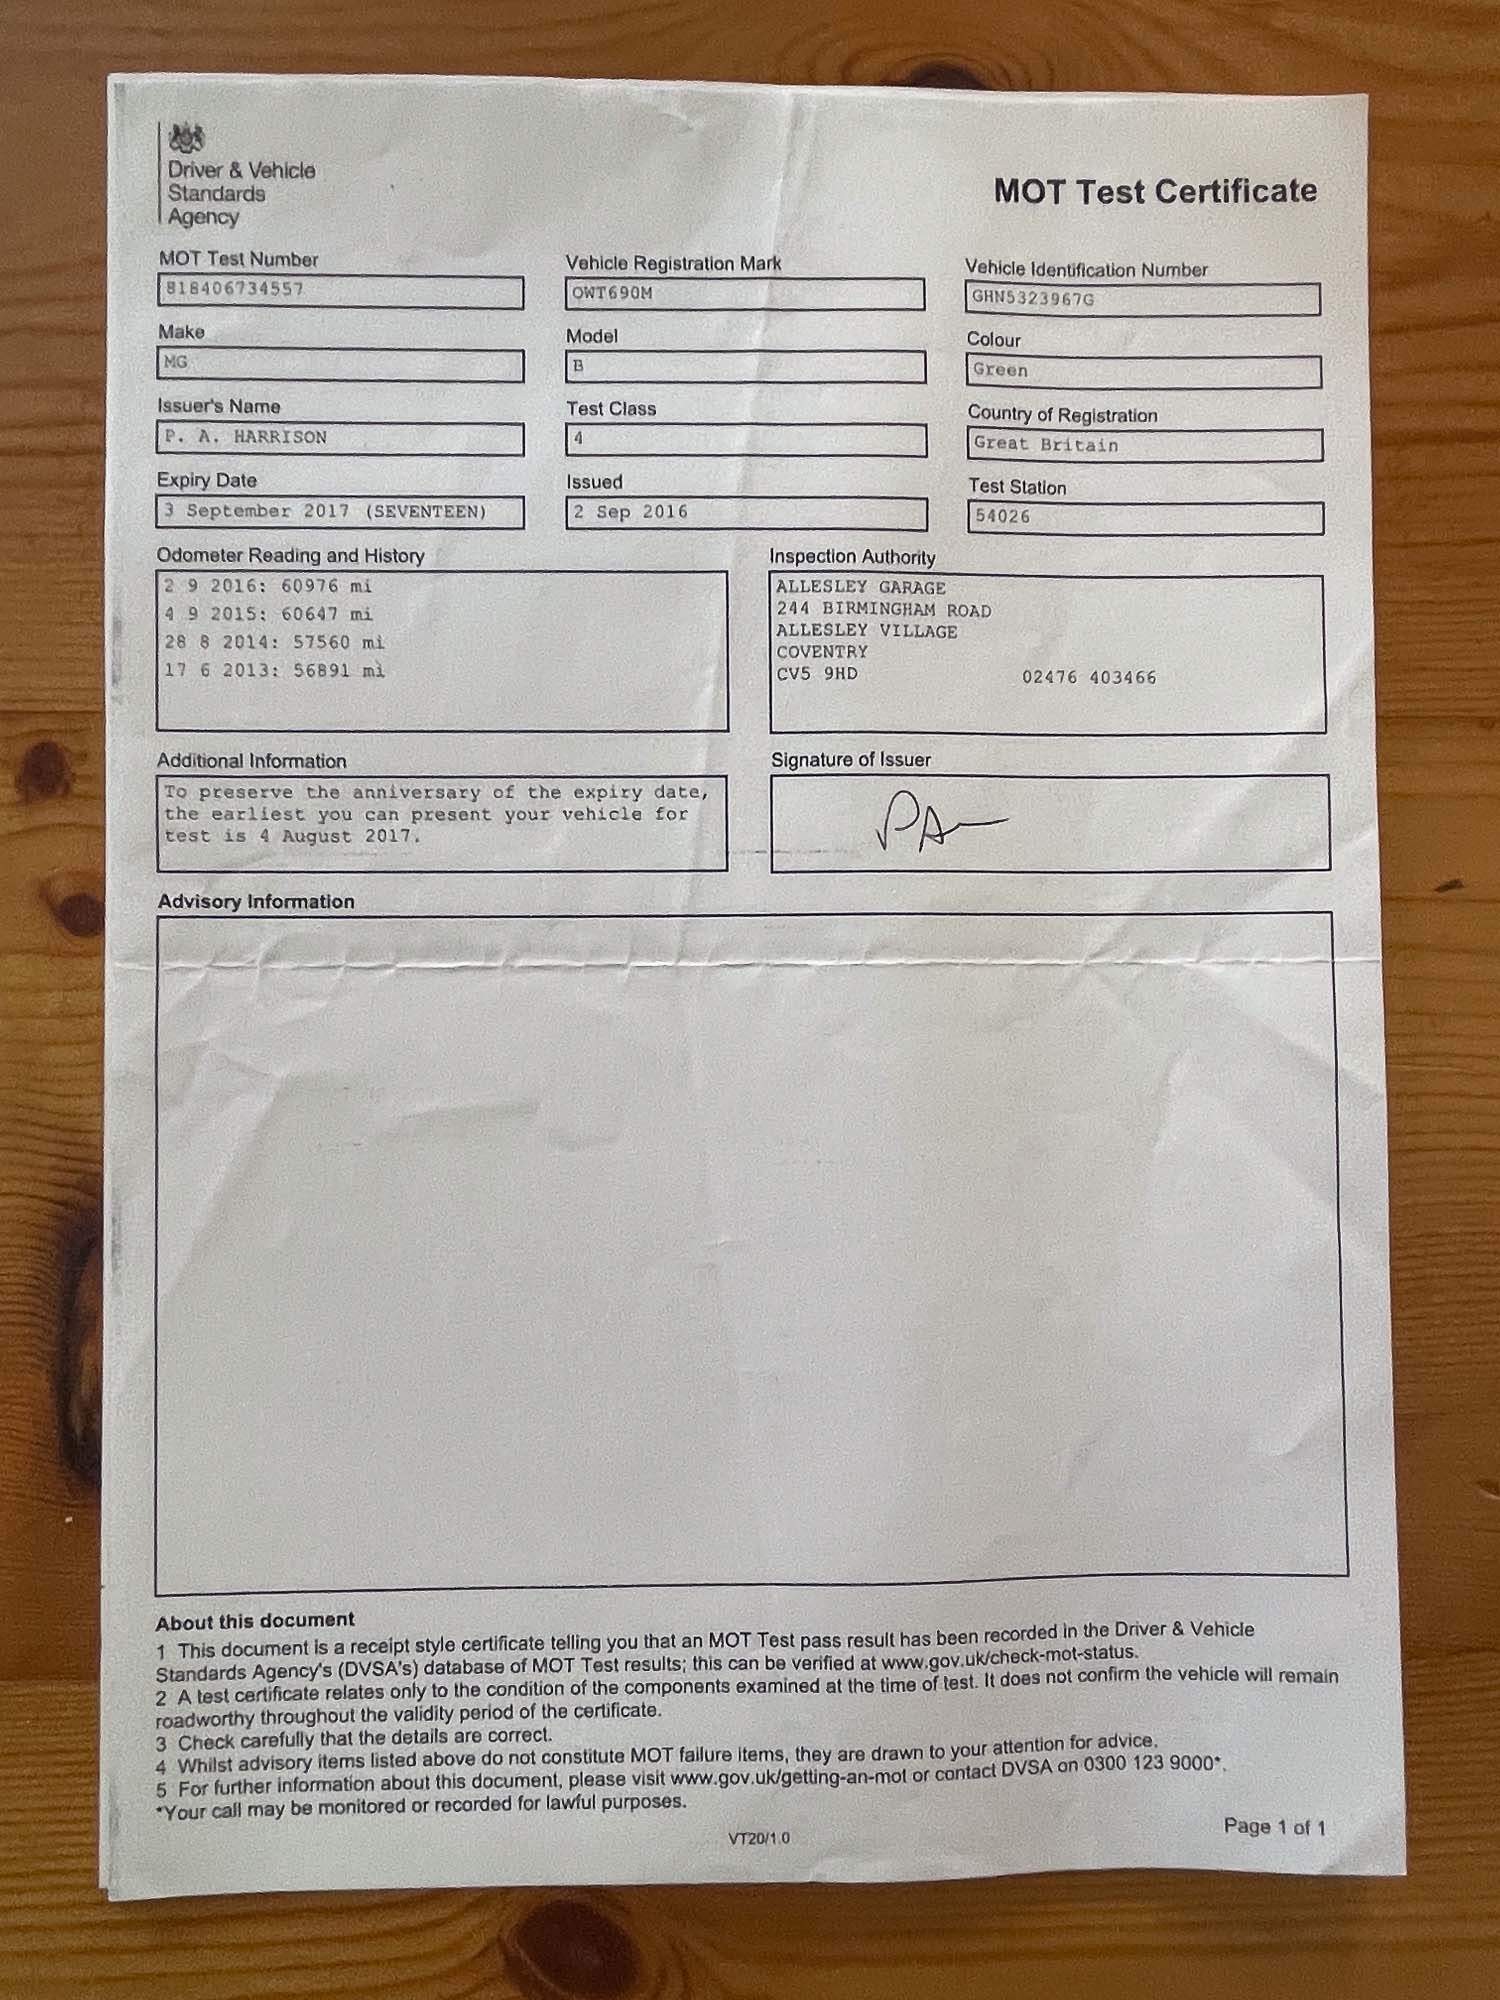 Driver & Vehicle
Standards
Agency
MOT Test Certificate
MOT Test Number
818406734557
Vehicle Registration Mark
OWT690M
Vehicle Identification Number
GHN5323967G
Make
MG
Model
B
Colour
Green
Issuer's Name
P. A. HARRISON
Test Class
4
Country of Registration
Great Britain
Expiry Date
3 September 2017 (SEVENTEEN)
Issued
2 Sep 2016
Test Station
54026
Odometer Reading and History
2 9 2016: 60976 mi
4 9 2015: 60647 mi
28 8 2014: 57560 mi
17 6 2013: 56891 mi
Inspection Authority
ALLESLEY GARAGE
244 BIRMINGHAM ROAD
ALLESLEY VILLAGE
COVENTRY
CV5 9HD 02476 403466
Additional Information
To preserve the anniversary of the expiry date,
the earliest you can present your vehicle for
test is 4 August 2017.
Signature of Issuer
PA
Advisory Information
About this document
1 This document is a receipt style certificate telling you that an MOT Test pass result has been recorded in the Driver & Vehicle
Standards Agency's (DVSA's) database of MOT Test results; this can be verified at www.gov.uk/check-mot-status.
2 A test certificate relates only to the condition of the components examined at the time of test. It does not confirm the vehicle will remain
roadworthy throughout the validity period of the certificate.
3 Check carefully that the details are correct.
4 Whilst advisory items listed above do not constitute MOT failure items, they are drawn to your attention for advice.
5 For further information about this document, please visit www.gov.uk/getting-an-mot or contact DVSA on 0300 123 9000*.
*Your call may be monitored or recorded for lawful purposes.
VT20/1.0
Page 1 of 1